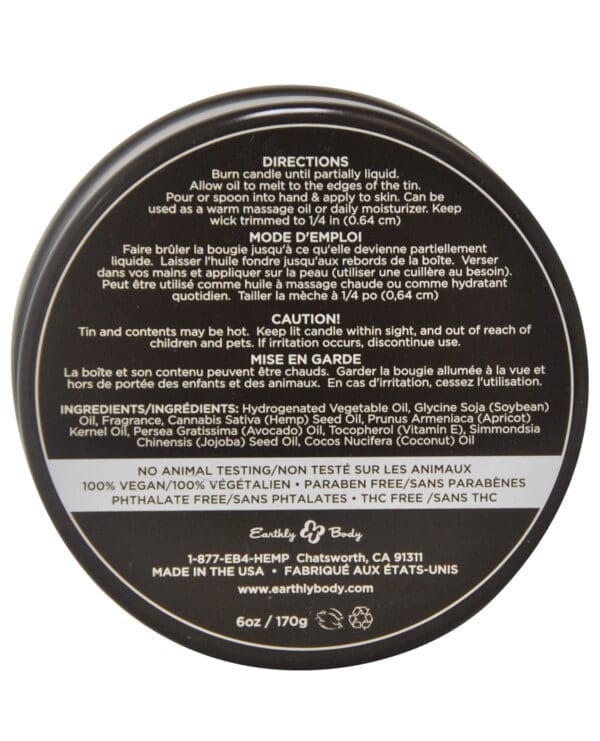 DIRECTIONS
Burn candle until partially liquid.
Allow oil to melt to the edges of the tin.
Pour or spoon into hand & apply to skin. Can be
used as a warm massage oil or daily moisturizer. Keep
wick trimmed to 1/4 in (0.64 cm)
MODE D'EMPLOI
Faire brûler la bougie jusqu'à ce qu'elle devienne partiellement
liquide. Laisser l'huile fondre jusqu'aux rebords de la boîte. Verser
dans vos mains et appliquer sur la peau (utiliser une cuillère au besoin).
Peut être utilisé comme huile à massage chaude ou comme hydratant
quotidien. Tailler la mèche à 1/4 po (0,64 cm)
CAUTION!
Tin and contents may be hot. Keep lit candle within sight, and out of reach of
children and pets. If irritation occurs, discontinue use.
MISE EN GARDE
La boîte et son contenu peuvent être chauds. Garder la bougie allumée à la vue et
hors de portée des enfants et des animaux. En cas d'irritation, cessez l'utilisation.
INGREDIENTS/INGRÉDIENTS: Hydrogenated Vegetable Oil, Glycine Soja (Soybean)
Oil, Fragrance, Cannabis Sativa (Hemp) Seed Oil, Prunus Armeniaca (Apricot)
Kernel Oil, Persea Gratissima (Avocado) Oil, Tocopherol (Vitamin E), Simmondsia
Chinensis (Jojoba) Seed Oil, Cocos Nucifera (Coconut) Oil
NO ANIMAL TESTING/NON TESTÉ SUR LES ANIMAUX
100% VEGAN/100% VÉGÉTALIEN • PARABEN FREE/SANS PARABÈNES
PHTHALATE FREE/SANS PHTALATES • THC FREE /SANS THC
Earthly Body
1-877-EB4-HEMP Chatsworth, CA 91311
MADE IN THE USA • FABRIQUÉ AUX ÉTATS-UNIS
www.earthlybody.com
6oz / 170g